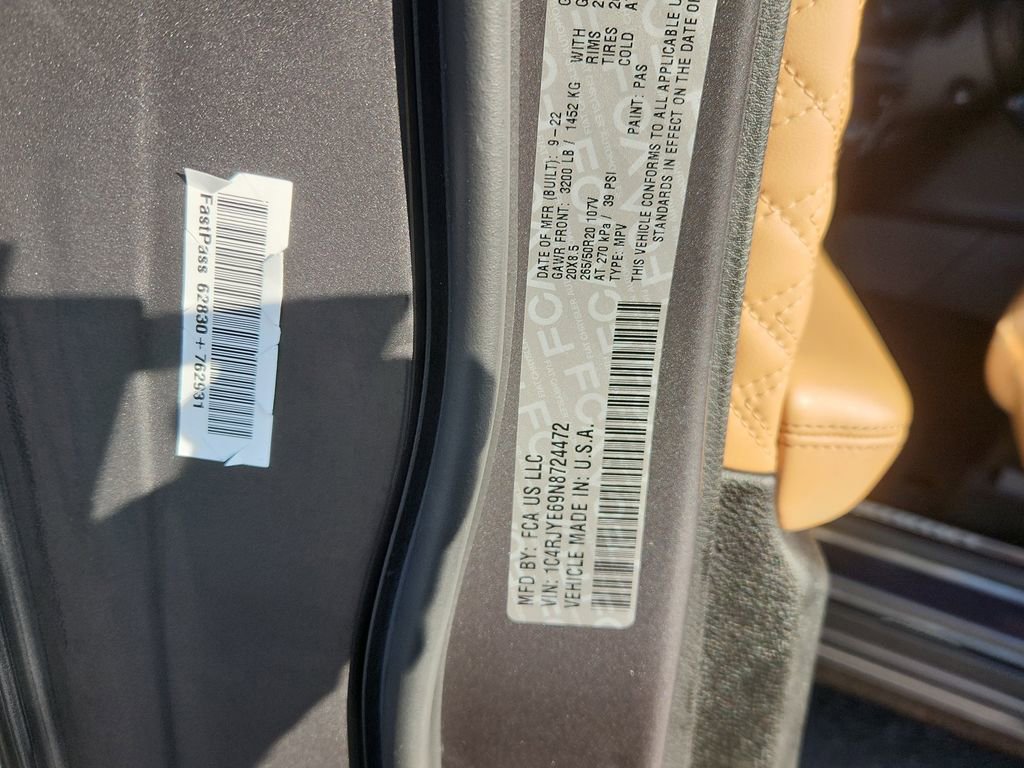 FastPass 62830 + 762931
MFD BY: FCA US LLC
VIN: 1C4RJYE69N8724472
VEHICLE MADE IN: U.S.A.
DATE OF MFR (BUILT): 9-22
GAWR FRONT: 3200 LB / 1452 KG WITH
20X8.5 RIMS
265/50R20 107V TIRES
AT 270 kPa / 39 PSI COLD
TYPE: MPV PAINT: PAS
THIS VEHICLE CONFORMS TO ALL APPLICABLE
STANDARDS IN EFFECT ON THE DATE OF